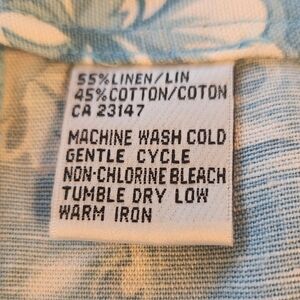 55% LINEN/LIN
45% COTTON/COTON
CA 23147
MACHINE WASH COLD
GENTLE CYCLE
NON-CHLORINE BLEACH
TUMBLE DRY LOW
WARM IRON